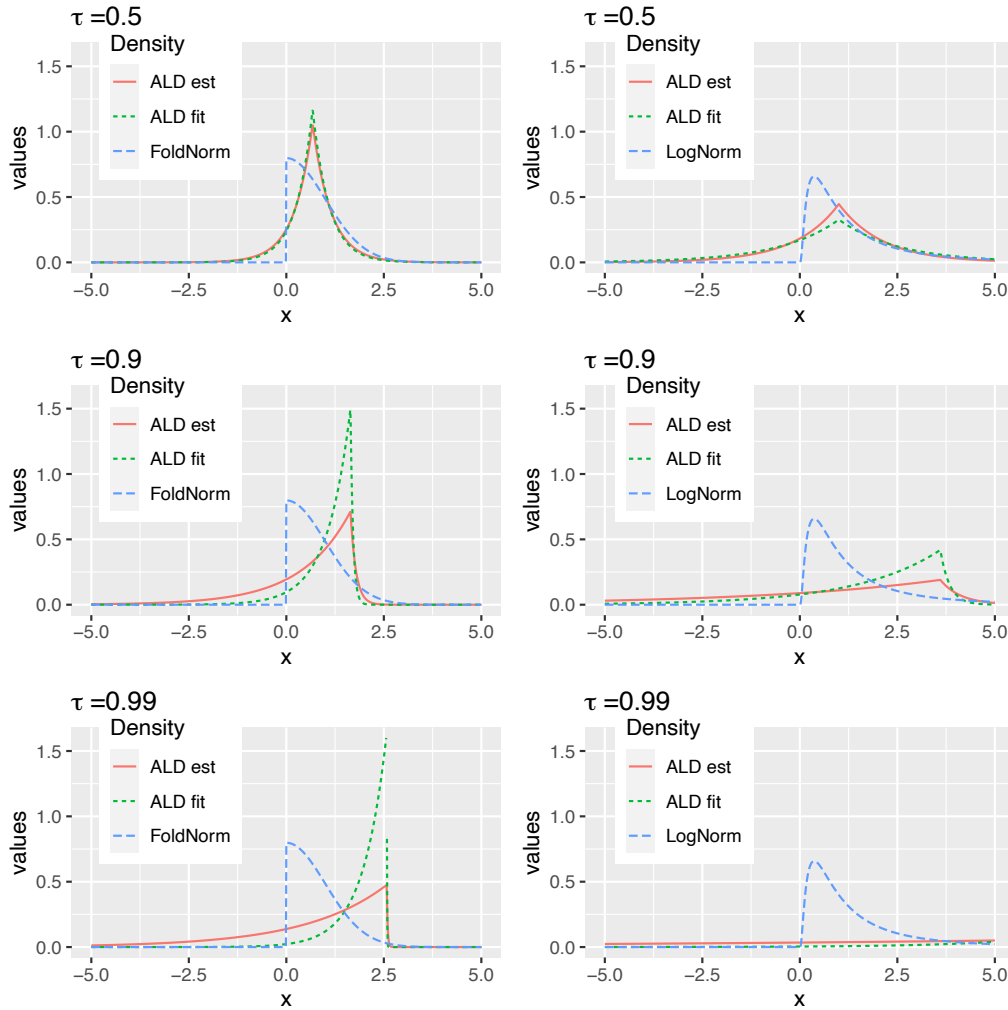 τ =0.5
Density
ALD est
ALD fit
FoldNorm
values
1.5
1.0
0.5
0.0
−5.0 −2.5 0.0 2.5 5.0
x
τ =0.5
Density
ALD est
ALD fit
LogNorm
values
1.5
1.0
0.5
0.0
−5.0 −2.5 0.0 2.5 5.0
x
τ =0.9
Density
ALD est
ALD fit
FoldNorm
values
1.5
1.0
0.5
0.0
−5.0 −2.5 0.0 2.5 5.0
x
τ =0.9
Density
ALD est
ALD fit
LogNorm
values
1.5
1.0
0.5
0.0
−5.0 −2.5 0.0 2.5 5.0
x
τ =0.99
Density
ALD est
ALD fit
FoldNorm
values
1.5
1.0
0.5
0.0
−5.0 −2.5 0.0 2.5 5.0
x
τ =0.99
Density
ALD est
ALD fit
LogNorm
values
1.5
1.0
0.5
0.0
−5.0 −2.5 0.0 2.5 5.0
x